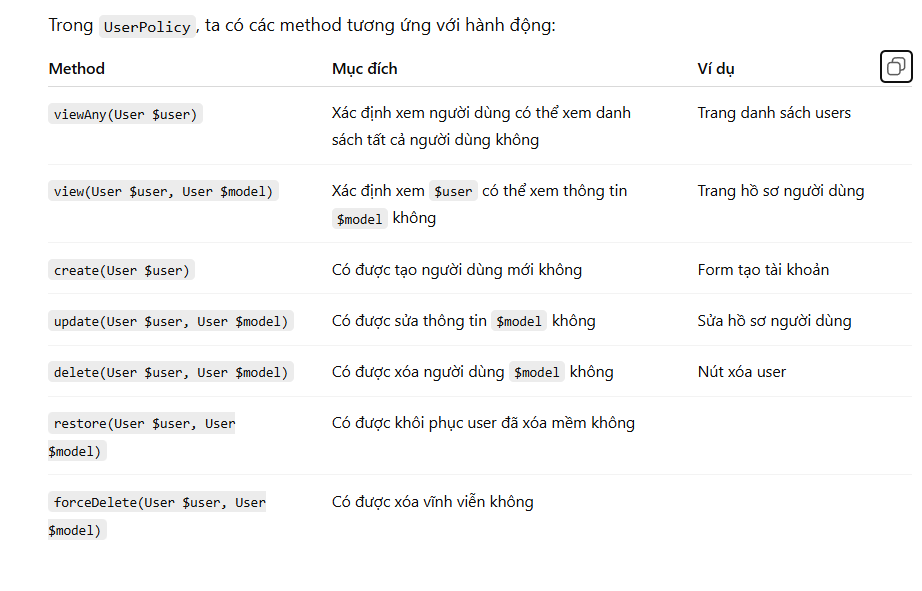 Trong UserPolicy, ta có các method tương ứng với hành động:
Method Mục đích Ví dụ
viewAny(User $user) Xác định xem người dùng có thể xem danh Trang danh sách users
sách tất cả người dùng không
view(User $user, User $model) Xác định xem $user có thể xem thông tin Trang hồ sơ người dùng
$model không
create(User $user) Có được tạo người dùng mới không Form tạo tài khoản
update(User $user, User $model) Có được sửa thông tin $model không Sửa hồ sơ người dùng
delete(User $user, User $model) Có được xóa người dùng $model không Nút xóa user
restore(User $user, User Có được khôi phục user đã xóa mềm không
$model)
forceDelete(User $user, User Có được xóa vĩnh viễn không
$model)